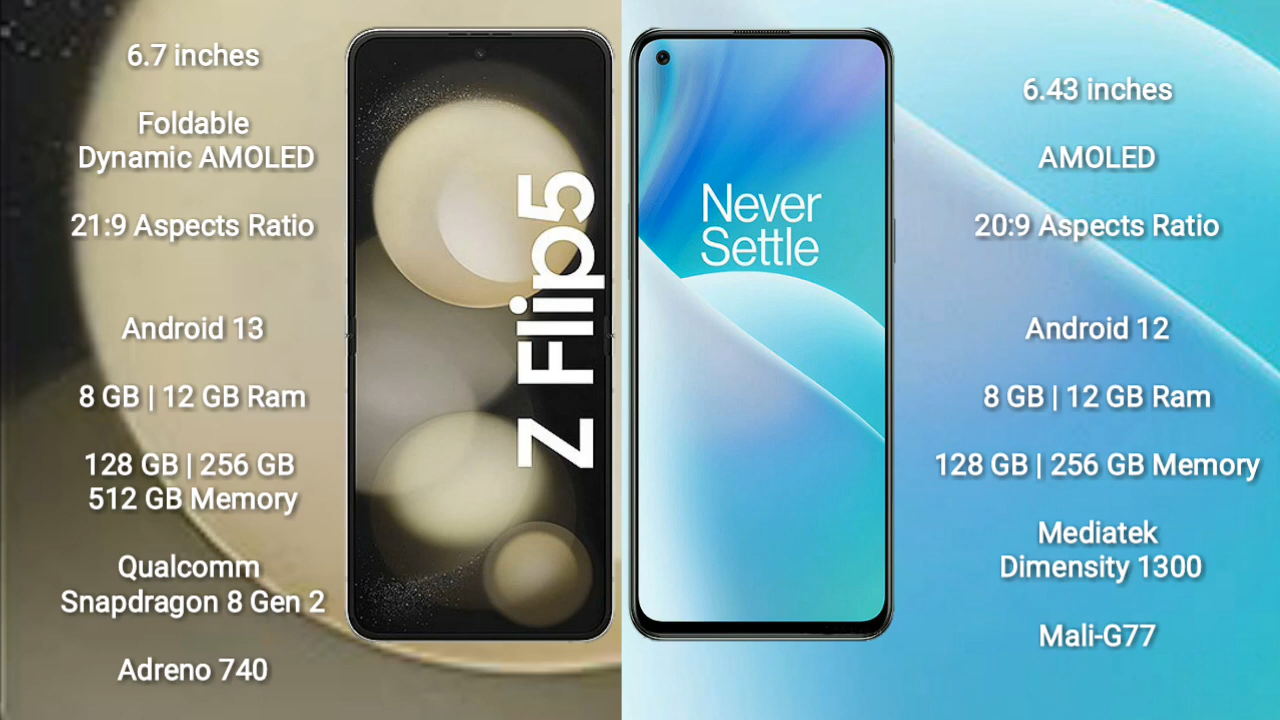 6.7 inches
Foldable
Dynamic AMOLED
21:9 Aspects Ratio
Android 13
8 GB | 12 GB Ram
128 GB | 256 GB
512 GB Memory
Qualcomm
Snapdragon 8 Gen 2
Adreno 740
Z Flip5
Never
Settle
6.43 inches
AMOLED
20:9 Aspects Ratio
Android 12
8 GB | 12 GB Ram
128 GB | 256 GB Memory
Mediatek
Dimensity 1300
Mali-G77